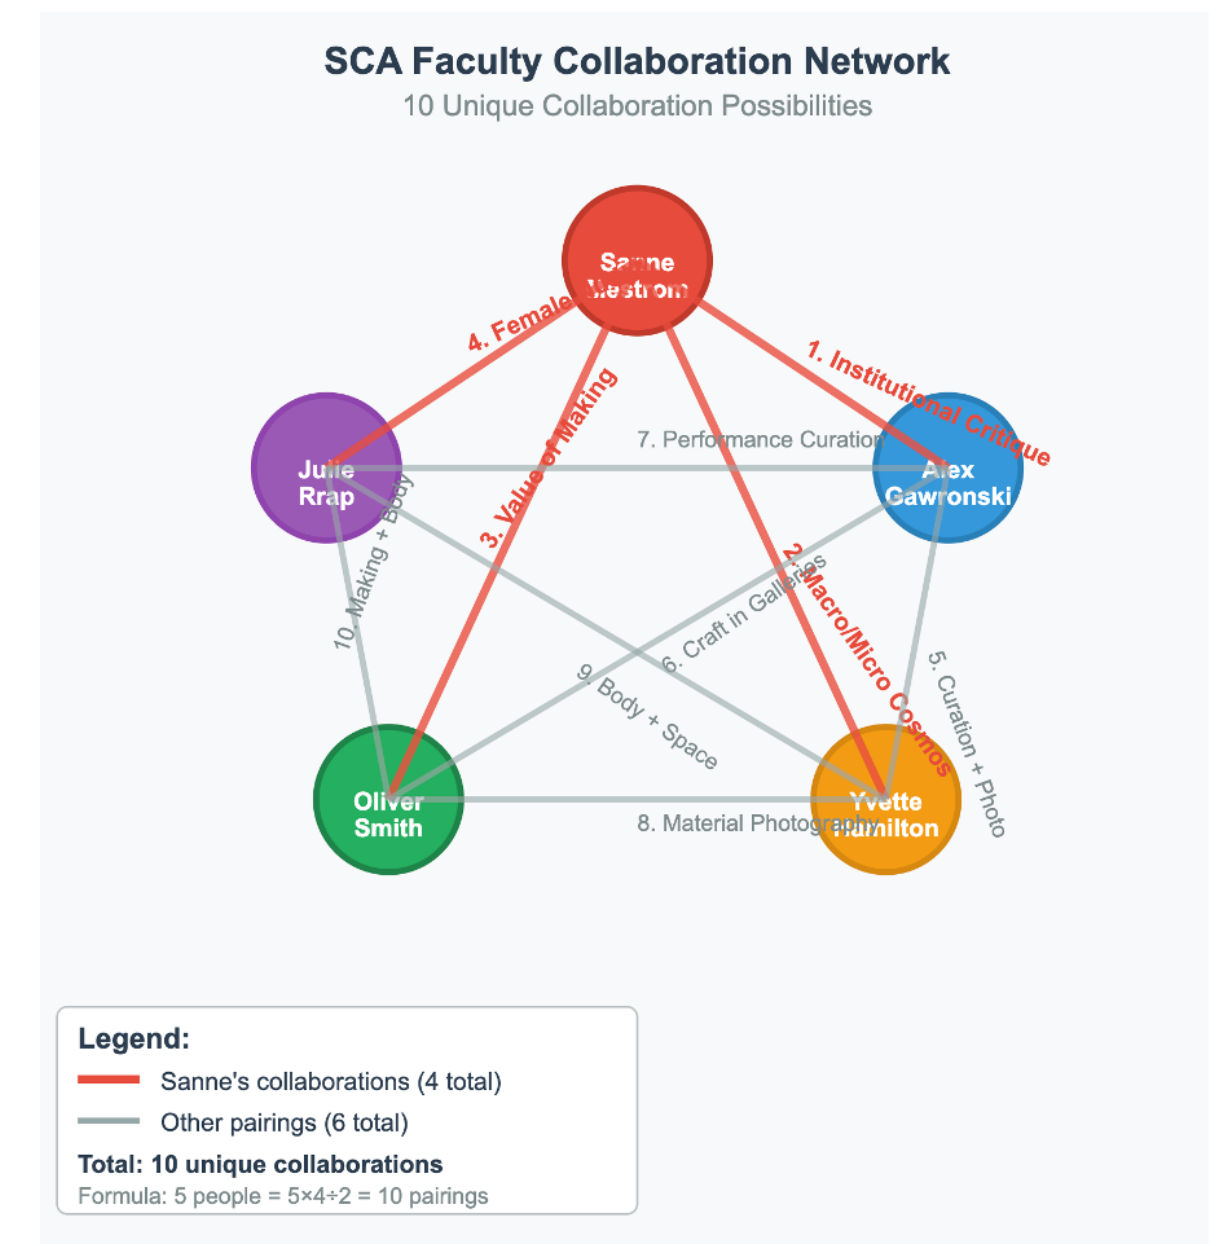 SCA Faculty Collaboration Network
10 Unique Collaboration Possibilities
Sanne
4. Female
1. Institutional Critique
3. Value of Making
7. Performance Curation
Julie
Rrap
Alex
Gawronski
10. Making + Body
2. Macro/Micro Cosmos
6. Craft in Galleries
9. Body + Space
5. Curation + Photo
Oliver
Smith
Yvette
Hamilton
8. Material Photography
Legend:
Sanne's collaborations (4 total)
Other pairings (6 total)
Total: 10 unique collaborations
Formula: 5 people = 5×4÷2 = 10 pairings